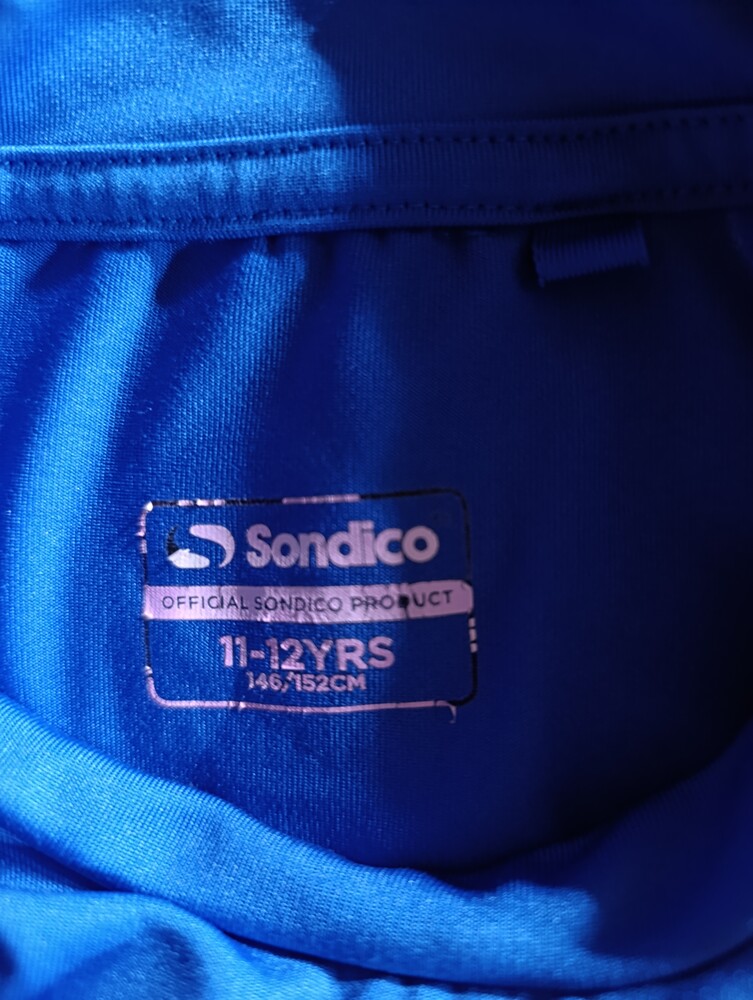 Sondico
OFFICIAL SONDICO PRODUCT
11-12YRS
146/152CM